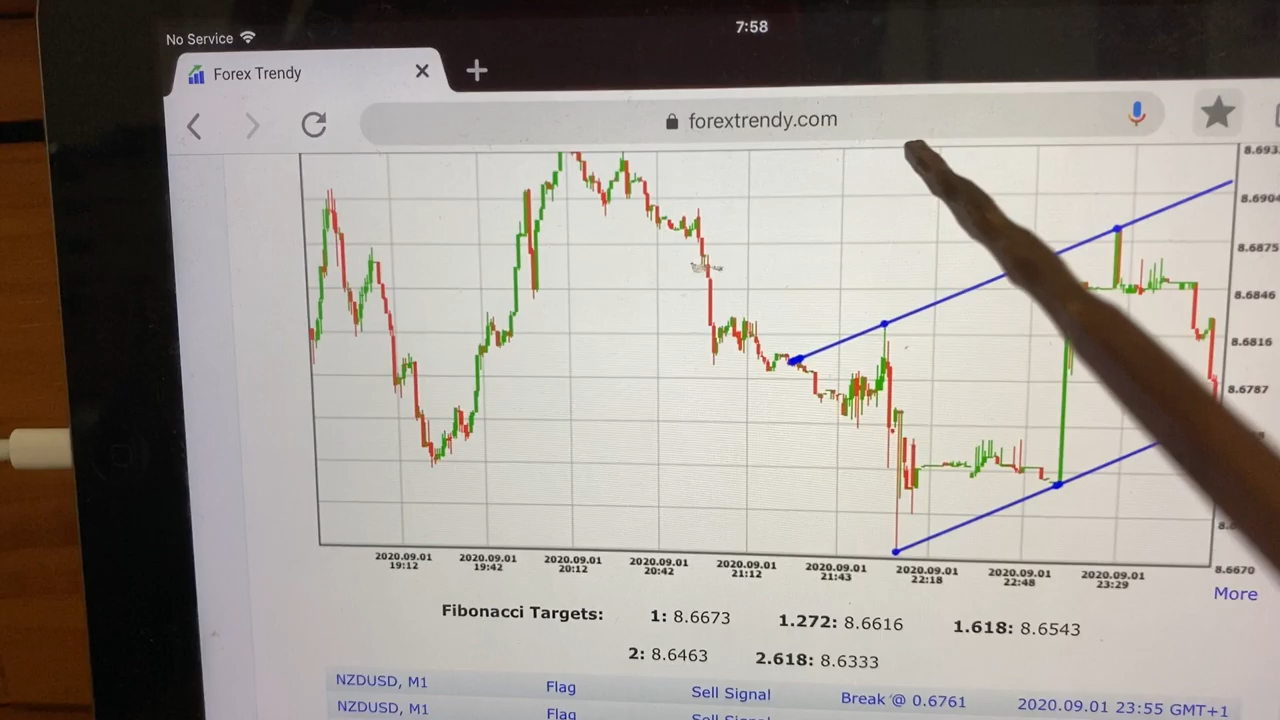 No Service
7:58
Forex Trendy
forextrendy.com
8.6904
8.6875
8.6846
8.6816
8.6787
8.6670
2020.09.01 2020.09.01 2020.09.01 2020.09.01 2020.09.01 2020.09.01 2020.09.01 2020.09.01 2020.09.01
19:12 19:42 20:12 20:42 21:12 21:43 22:18 22:48 23:29
More
Fibonacci Targets: 1: 8.6673 1.272: 8.6616 1.618: 8.6543
2: 8.6463 2.618: 8.6333
NZDUSD, M1 Flag Sell Signal Break @ 0.6761 2020.09.01 23:55 GMT+1
NZDUSD, M1 Flag